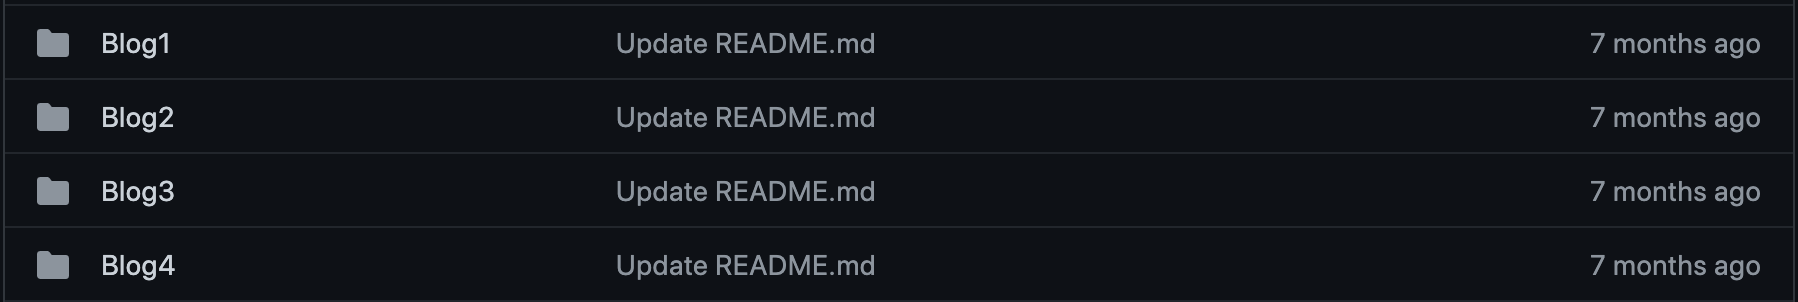 Blog1 Update README.md 7 months ago
Blog2 Update README.md 7 months ago
Blog3 Update README.md 7 months ago
Blog4 Update README.md 7 months ago